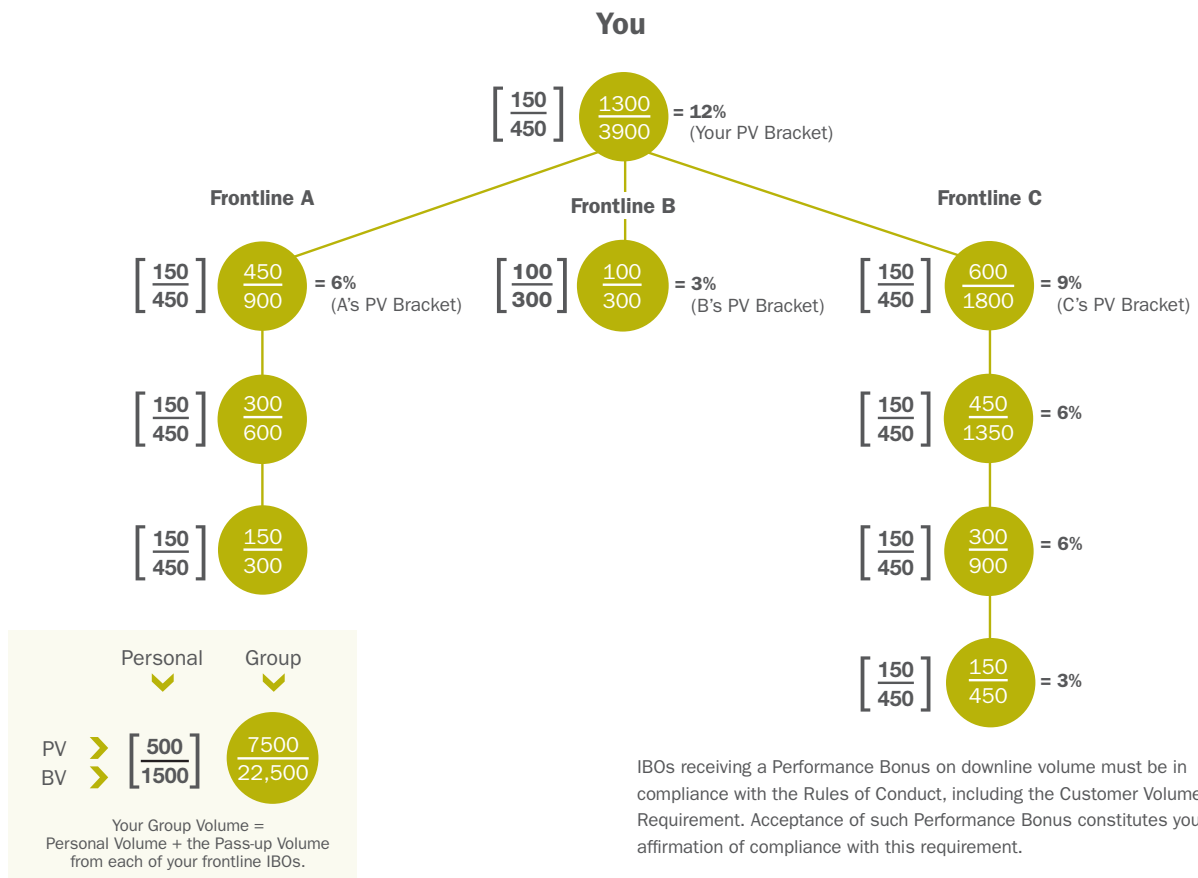 You
150
450
1300
3900
= 12%
(Your PV Bracket)
Frontline A
Frontline B
Frontline C
150
450
450
900
= 6%
(A's PV Bracket)
100
300
100
300
= 3%
(B's PV Bracket)
150
450
600
1800
= 9%
(C's PV Bracket)
150
450
300
600
150
450
450
1350
= 6%
150
450
150
300
150
450
300
900
= 6%
150
450
150
450
= 3%
Personal
Group
PV
BV
500
1500
7500
22,500
Your Group Volume =
Personal Volume + the Pass-up Volume
from each of your frontline IBOs.
IBOs receiving a Performance Bonus on downline volume must be in
compliance with the Rules of Conduct, including the Customer Volume
Requirement. Acceptance of such Performance Bonus constitutes you
affirmation of compliance with this requirement.